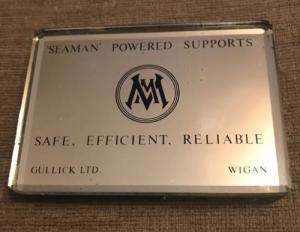 'SEAMAN' POWERED SUPPORTS
SAFE, EFFICIENT, RELIABLE
GULLICK LTD. WIGAN